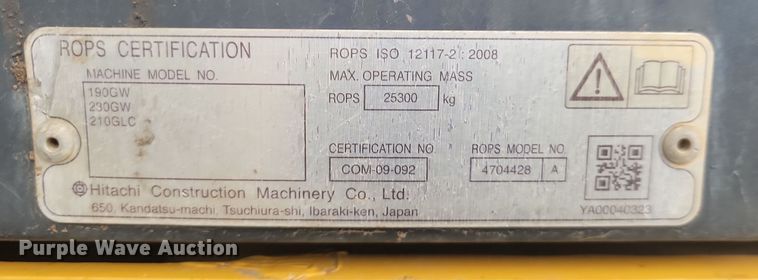 ROPS CERTIFICATION
MACHINE MODEL NO.
190GW
230GW
210GLC
ROPS ISO 12117-2 : 2008
MAX. OPERATING MASS
ROPS 25300 kg
CERTIFICATION NO. ROPS MODEL NO.
COM-09-092 4704428 A
Hitachi Construction Machinery Co., Ltd.
650, Kandatsu-machi, Tsuchiura-shi, Ibaraki-ken, Japan
YA00040323
Purple Wave Auction